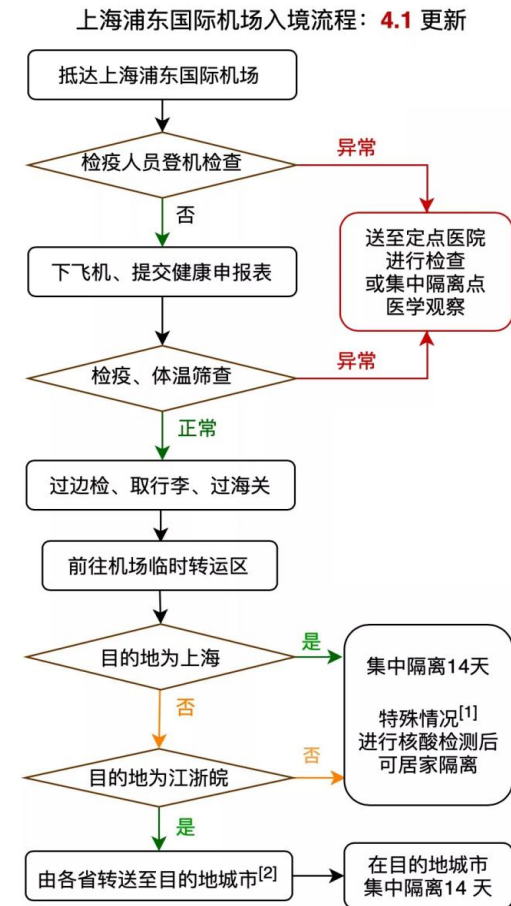 上海浦东国际机场入境流程：4.1 更新
抵达上海浦东国际机场
检疫人员登机检查
异常
否
送至定点医院
进行检查
或集中隔离点
医学观察
下飞机、提交健康申报表
检疫、体温筛查
异常
正常
过边检、取行李、过海关
前往机场临时转运区
目的地为上海
是
集中隔离14天
特殊情况[1]
进行核酸检测后
可居家隔离
否
目的地为江浙皖
否
是
由各省转送至目的地城市[2]
在目的地城市
集中隔离14 天